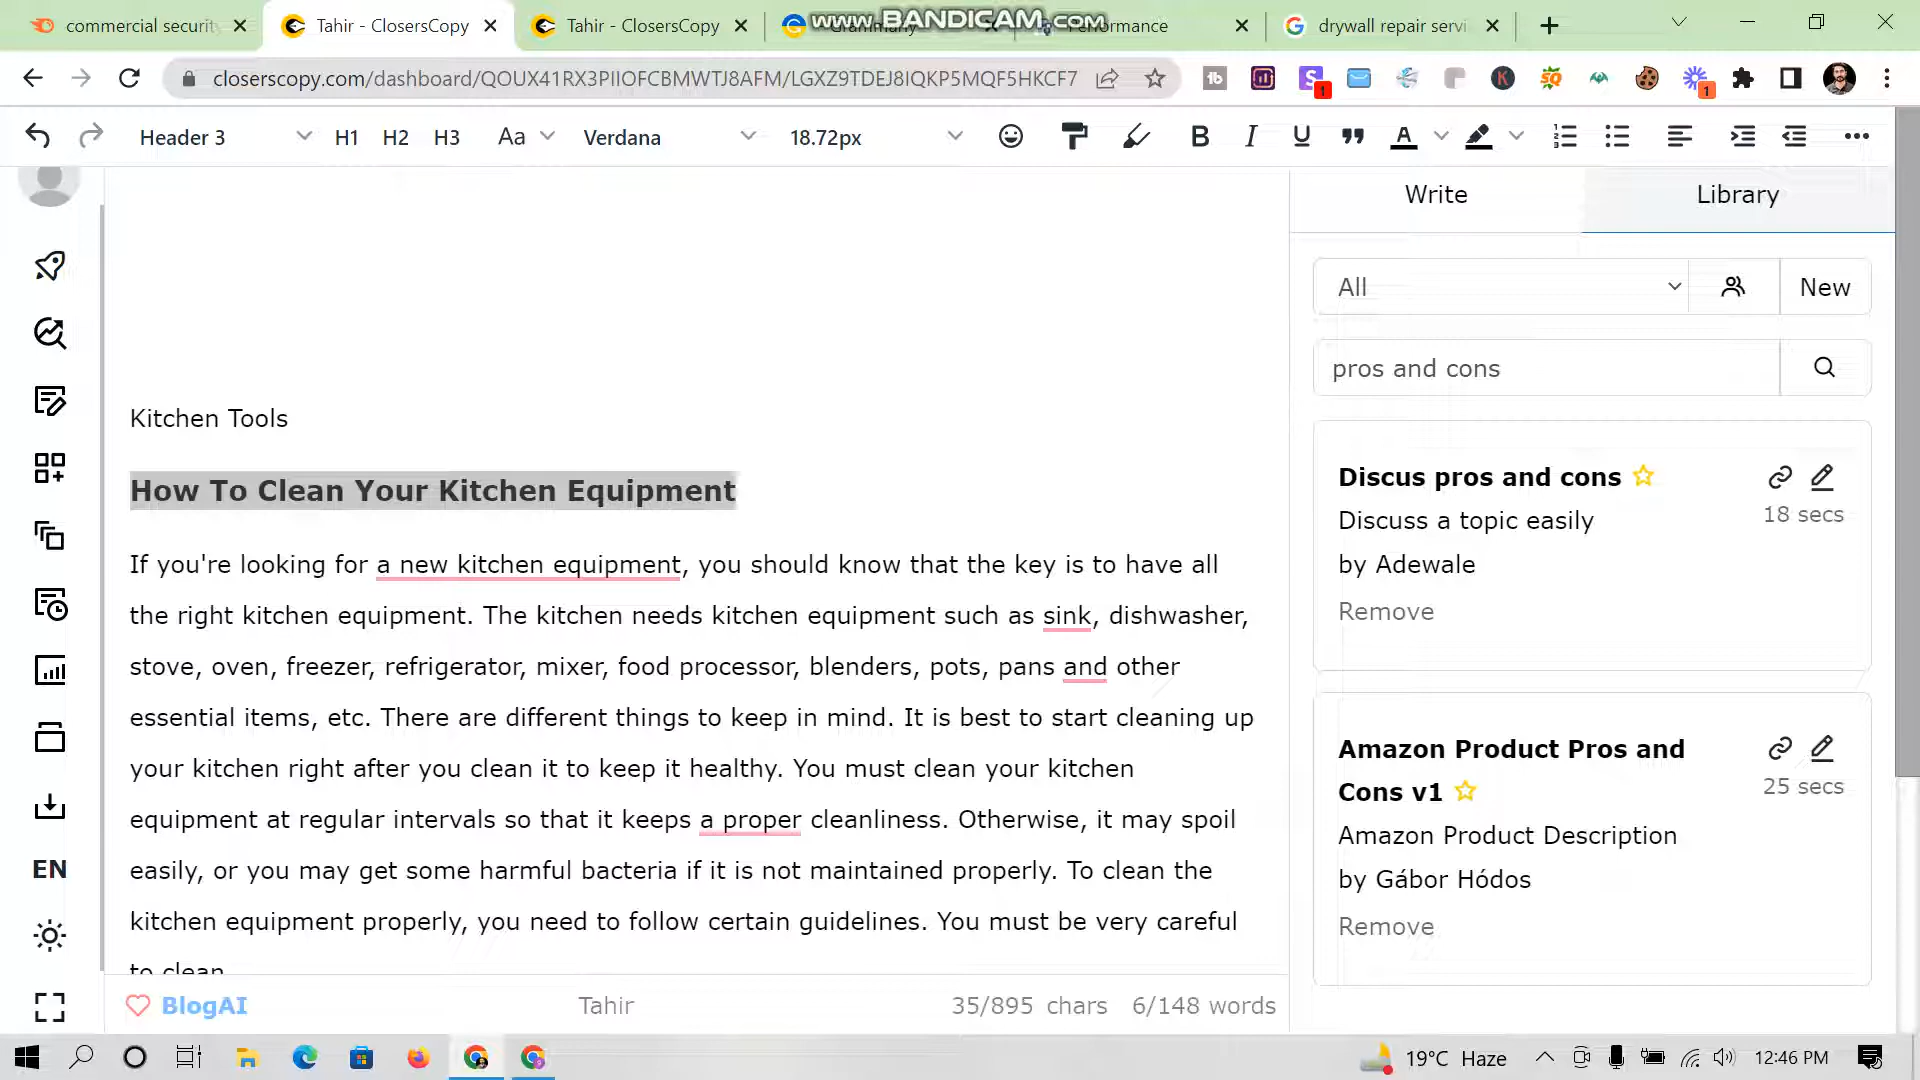 commercial securit
Tahir - ClosersCopy
Tahir - ClosersCopy
www.BANDICAM.com
Performance
drywall repair servi
closerscopy.com/dashboard/QOUX41RX3PIIOFCBMWTJ8AFM/LGXZ9TDEJ8IQKP5MQF5HKCF7
Header 3 H1 H2 H3 Aa Verdana 18.72px B I U A
Write Library
All New
pros and cons
Kitchen Tools
How To Clean Your Kitchen Equipment
If you're looking for a new kitchen equipment, you should know that the key is to have all
the right kitchen equipment. The kitchen needs kitchen equipment such as sink, dishwasher,
stove, oven, freezer, refrigerator, mixer, food processor, blenders, pots, pans and other
essential items, etc. There are different things to keep in mind. It is best to start cleaning up
your kitchen right after you clean it to keep it healthy. You must clean your kitchen
equipment at regular intervals so that it keeps a proper cleanliness. Otherwise, it may spoil
easily, or you may get some harmful bacteria if it is not maintained properly. To clean the
kitchen equipment properly, you need to follow certain guidelines. You must be very careful
to clean
Discus pros and cons
18 secs
Discuss a topic easily
by Adewale
Remove
Amazon Product Pros and
Cons v1
25 secs
Amazon Product Description
by Gábor Hódos
Remove
EN
BlogAI Tahir 35/895 chars 6/148 words
19°C Haze 12:46 PM